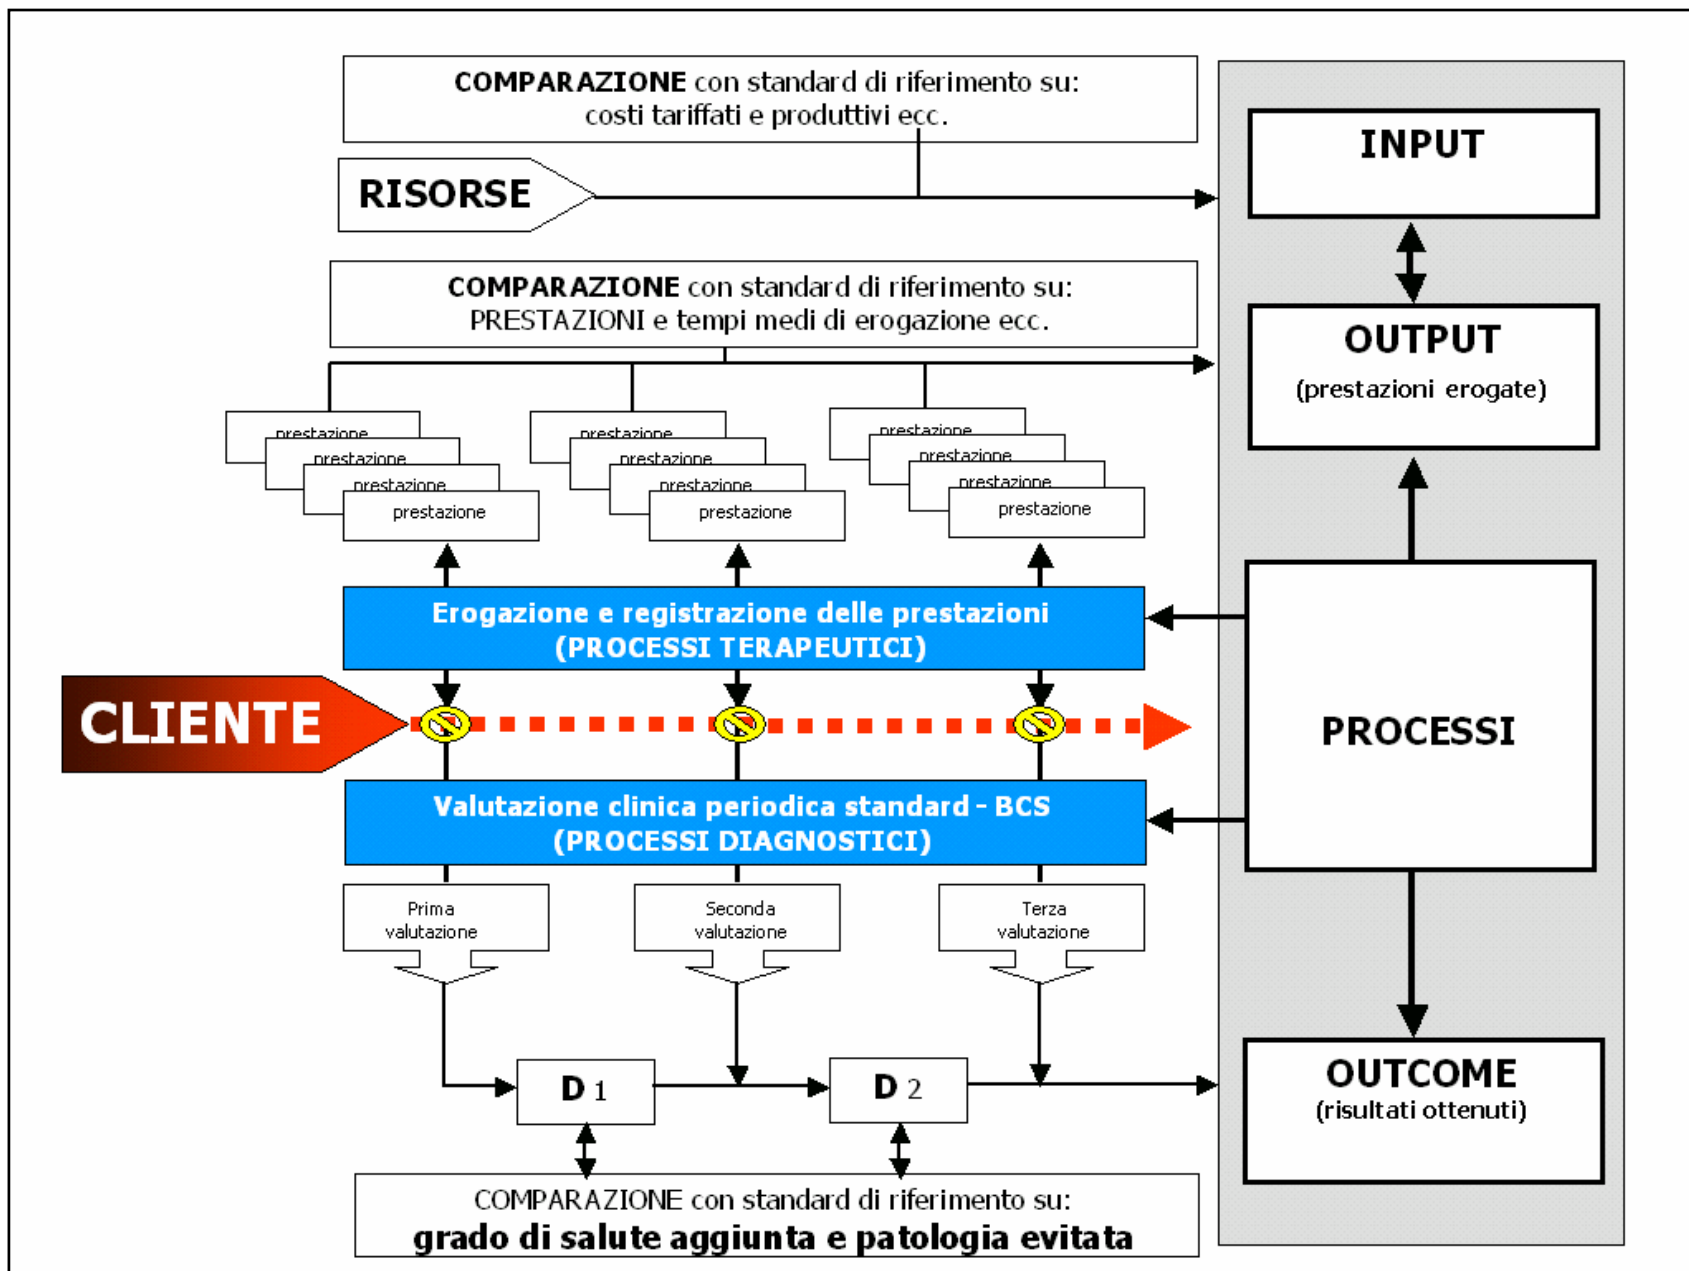 COMPARAZIONE con standard di riferimento su:
costi tariffati e produttivi ecc.
INPUT
RISORSE
COMPARAZIONE con standard di riferimento su:
PRESTAZIONI e tempi medi di erogazione ecc.
OUTPUT
(prestazioni erogate)
prestazione
prestazione
prestazione
prestazione
prestazione
prestazione
prestazione
prestazione
prestazione
prestazione
prestazione
prestazione
Erogazione e registrazione delle prestazioni
(PROCESSI TERAPEUTICI)
CLIENTE
PROCESSI
Valutazione clinica periodica standard - BCS
(PROCESSI DIAGNOSTICI)
Prima
valutazione
Seconda
valutazione
Terza
valutazione
D 1
D 2
OUTCOME
(risultati ottenuti)
COMPARAZIONE con standard di riferimento su:
grado di salute aggiunta e patologia evitata